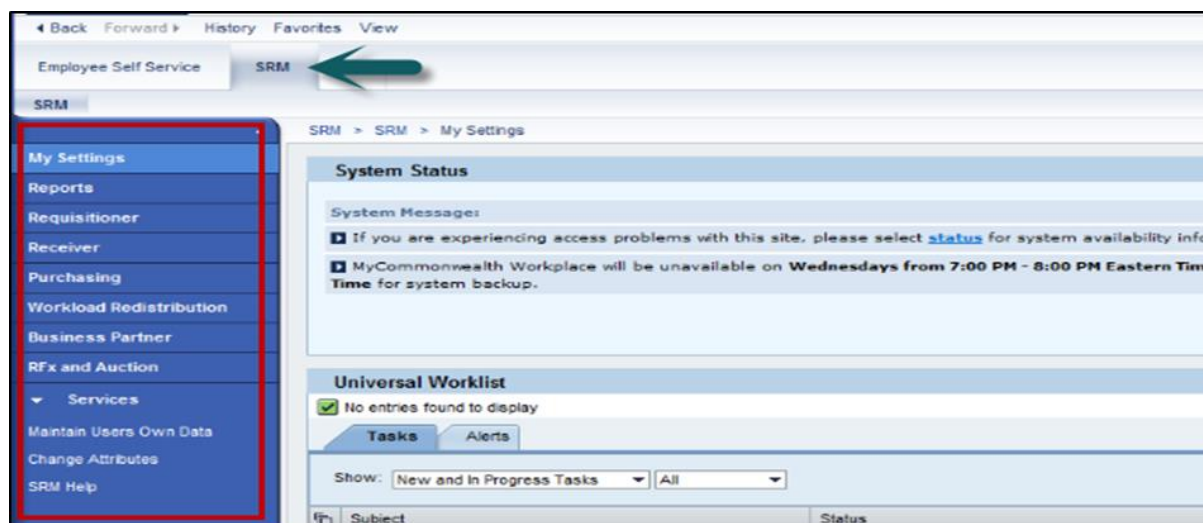 Back Forward History Favorites View
Employee Self Service SRM
SRM
SRM > SRM > My Settings
My Settings
Reports
Requisitioner
Receiver
Purchasing
Workload Redistribution
Business Partner
RFx and Auction
Services
Maintain Users Own Data
Change Attributes
SRM Help
System Status
System Message:
If you are experiencing access problems with this site, please select status for system availability info
MyCommonwealth Workplace will be unavailable on Wednesdays from 7:00 PM - 8:00 PM Eastern Tim
Time for system backup.
Universal Worklist
No entries found to display
Tasks Alerts
Show: New and In Progress Tasks All
Subject Status